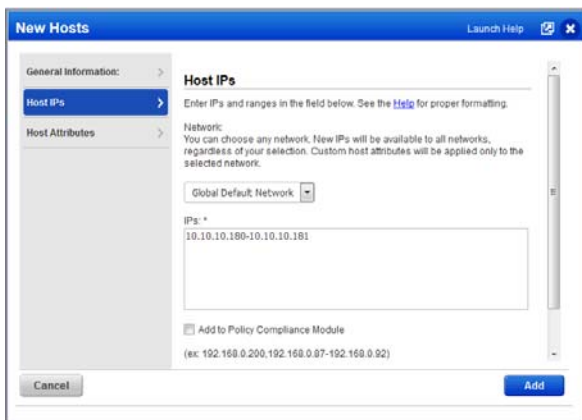 New Hosts
Launch Help
General Information:
Host IPs
Host Attributes
Host IPs
Enter IPs and ranges in the field below. See the Help for proper formatting.
Network:
You can choose any network. New IPs will be available to all networks,
regardless of your selection. Custom host attributes will be applied only to the
selected network.
Global Default Network
IPs: *
10.10.10.180-10.10.10.181
Add to Policy Compliance Module
(ex: 192.168.0.200,192.168.0.87-192.168.0.92)
Cancel
Add